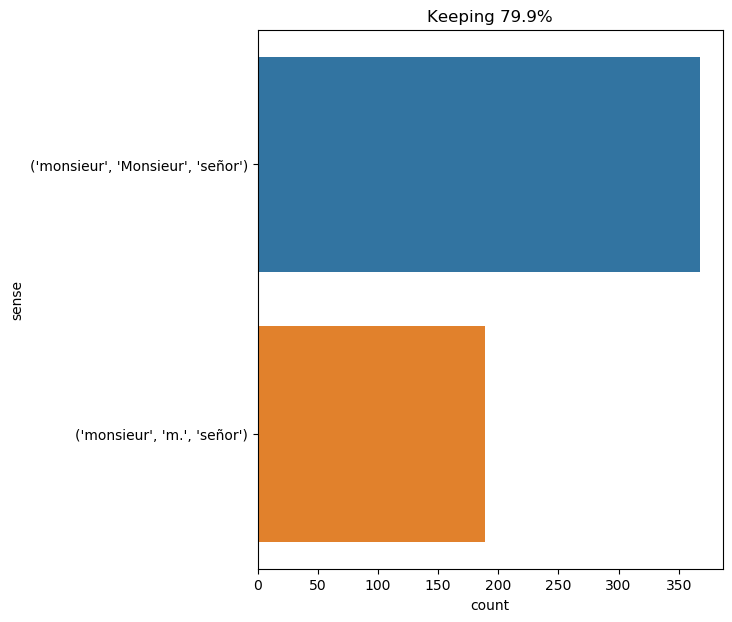 Keeping 79.9%
('monsieur', 'Monsieur', 'señor')
sense
('monsieur', 'm.', 'señor')
0 50 100 150 200 250 300 350
count